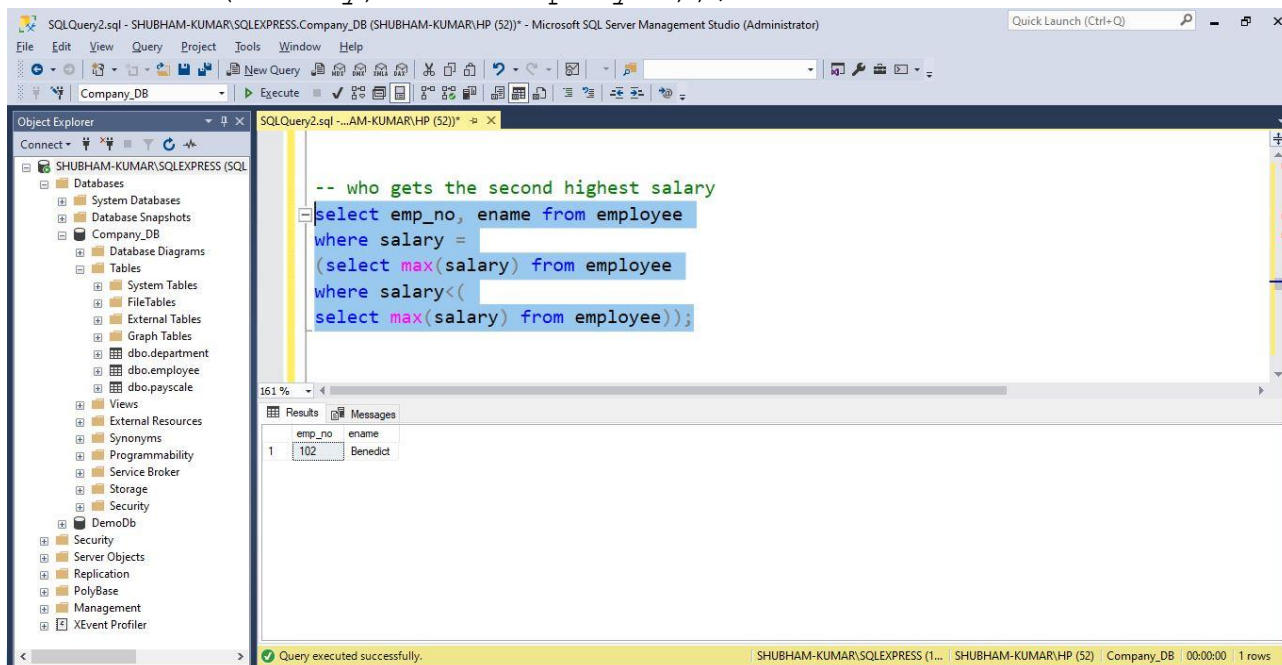 SQLQuery2.sql - SHUBHAM-KUMAR\SQLEXPRESS.Company_DB (SHUBHAM-KUMAR\HP (52))* - Microsoft SQL Server Management Studio (Administrator)
Quick Launch (Ctrl+Q)
File Edit View Query Project Tools Window Help
New Query
Company_DB
Execute
Object Explorer
SQLQuery2.sql -...AM-KUMAR\HP (52))*
Connect
SHUBHAM-KUMAR\SQLEXPRESS (SQL
Databases
System Databases
Database Snapshots
Company_DB
Database Diagrams
Tables
System Tables
FileTables
External Tables
Graph Tables
dbo.department
dbo.employee
dbo.payscale
Views
External Resources
Synonyms
Programmability
Service Broker
Storage
Security
DemoDb
Security
Server Objects
Replication
PolyBase
Management
XEvent Profiler
-- who gets the second highest salary
select emp_no, ename from employee
where salary =
(select max(salary) from employee
where salary<(
select max(salary) from employee));
161 %
Results Messages
emp_no ename
1 102 Benedict
Query executed successfully.
SHUBHAM-KUMAR\SQLEXPRESS (1... SHUBHAM-KUMAR\HP (52) Company_DB 00:00:00 1 rows